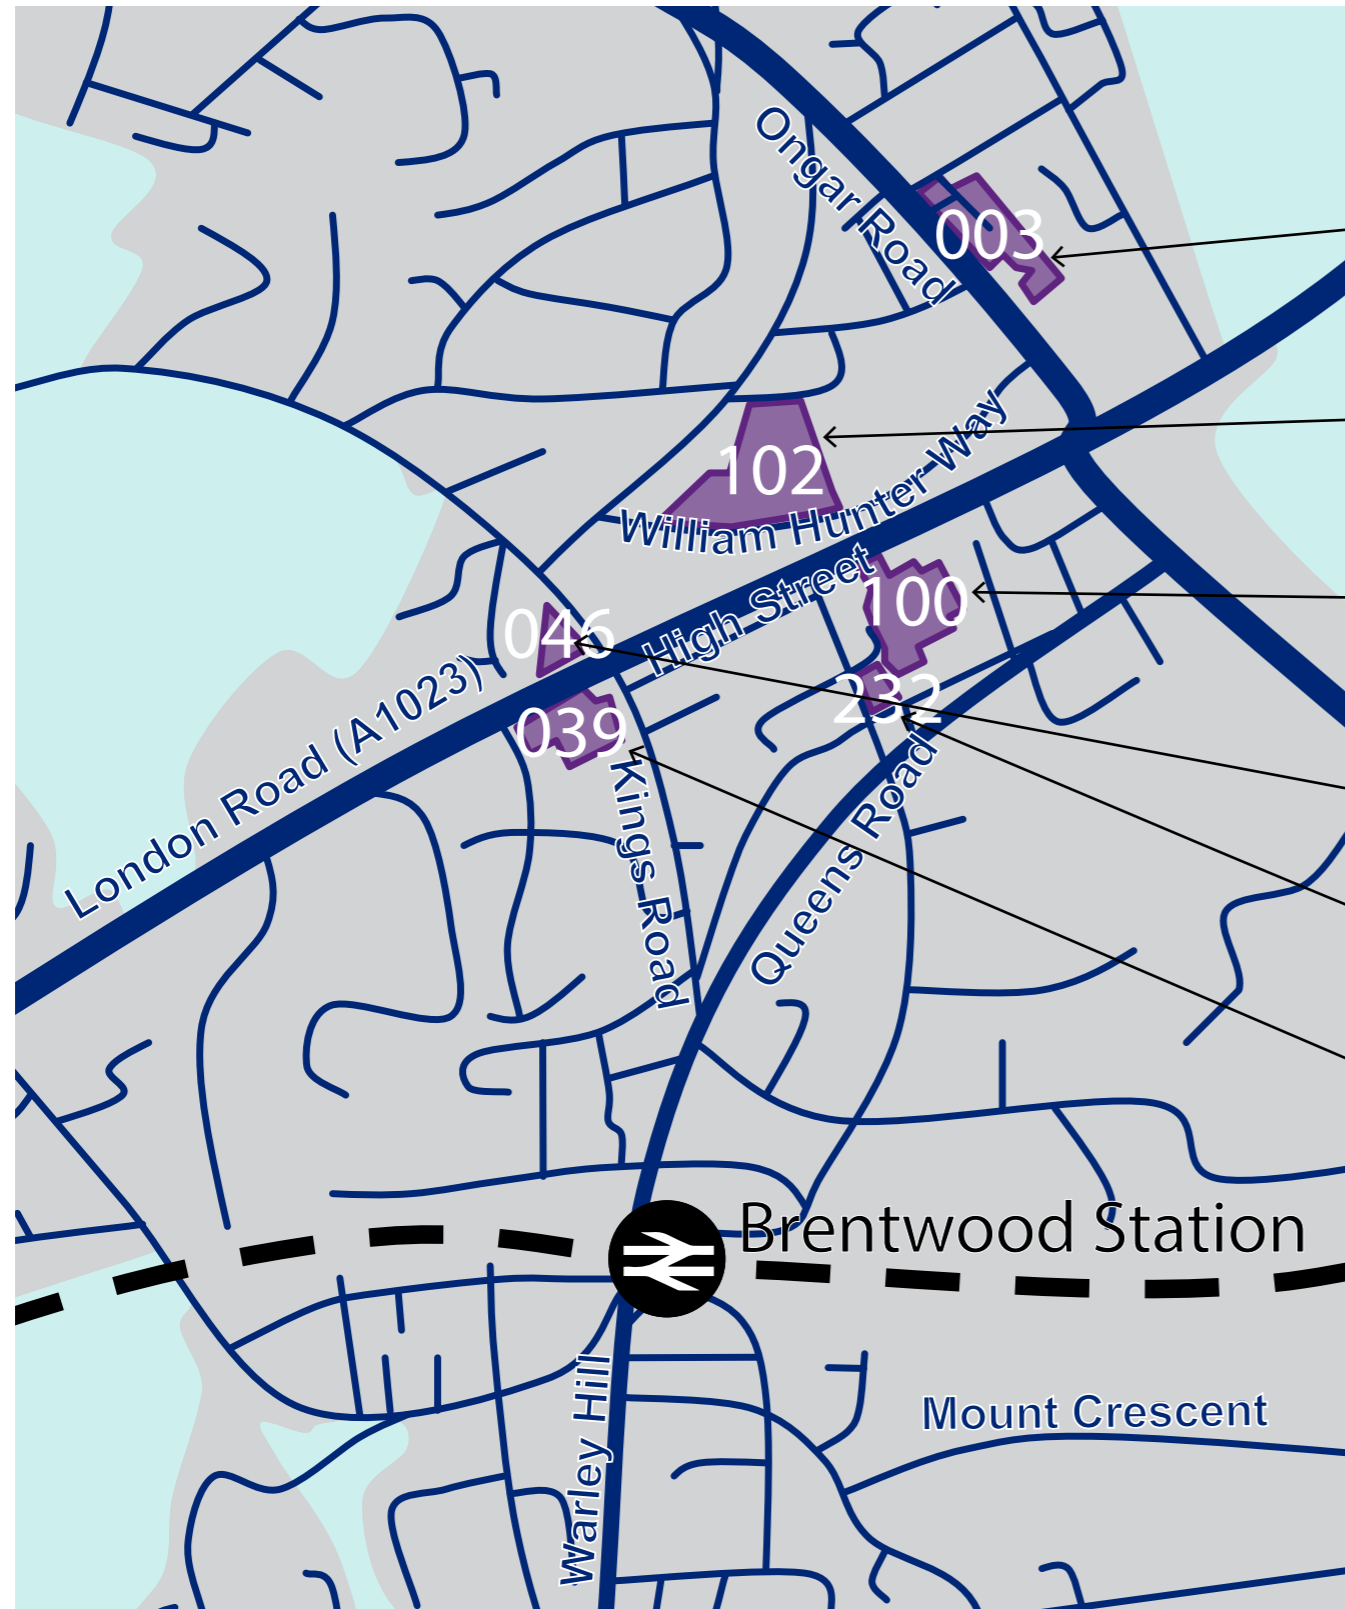 Ongar Road
003
102
William Hunter Way
High Street
100
046
232
039
London Road (A1023)
Kings Road
Queens Road
Brentwood Station
Warley Hill
Mount Crescent